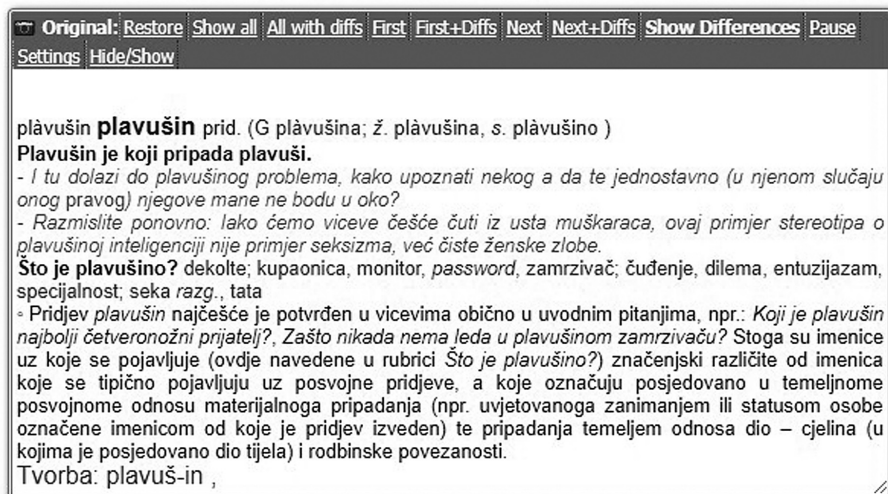 Original: Restore Show all All with diffs First First+Diffs Next Next+Diffs Show Differences Pause
Settings Hide/Show
plàvušin plavušin prid. (G plàvušina; ž. plàvušina, s. plàvušino )
Plavušin je koji pripada plavuši.
- I tu dolazi do plavušinog problema, kako upoznati nekog a da te jednostavno (u njenom slučaju
onog pravog) njegove mane ne bodu u oko?
- Razmislite ponovno: Iako ćemo viceve češće čuti iz usta muškaraca, ovaj primjer stereotipa o
plavušinoj inteligenciji nije primjer seksizma, već čiste ženske zlobe.
Što je plavušino? dekolte; kupaonica, monitor, password, zamrzivač; čuđenje, dilema, entuzijazam,
specijalnost; seka razg., tata
◦ Pridjev plavušin najčešće je potvrđen u vicevima obično u uvodnim pitanjima, npr.: Koji je plavušin
najbolji četveronožni prijatelj?, Zašto nikada nema leda u plavušinom zamrzivaču? Stoga su imenice
uz koje se pojavljuje (ovdje navedene u rubrici Što je plavušino?) značenjski različite od imenica
koje se tipično pojavljuju uz posvojne pridjeve, a koje označuju posjedovano u temeljnome
posvojnome odnosu materijalnoga pripadanja (npr. uvjetovanoga zanimanjem ili statusom osobe
označene imenicom od koje je pridjev izveden) te pripadanja temeljem odnosa dio – cjelina (u
kojima je posjedovano dio tijela) i rodbinske povezanosti.
Tvorba: plavuš-in ,